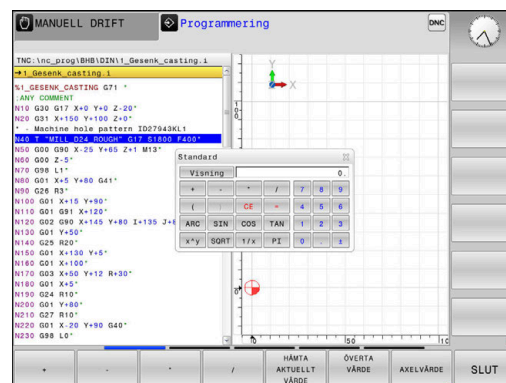 MANUELL DRIFT
Programmering
DNC
TNC:\nc_prog\BHB\DIN\1_Gesenk_casting.i
→1_Gesenk_casting.i
%1_GESENK_CASTING G71 *
;ANY COMMENT
N10 G30 G17 X+0 Y+0 Z-20*
N20 G31 X+150 Y+100 Z+0*
* - Machine hole pattern ID27943KL1
N40 T "MILL_D24_ROUGH" G17 S1800 F400*
N50 G00 G90 X-25 Y+65 Z+1 M13*
N60 G00 Z-5*
N70 G98 L1*
N80 G01 X+5 Y+80 G41*
N90 G26 R3*
N100 G01 X+15 Y+90*
N110 G01 G91 X+120*
N120 G02 G90 X+145 Y+80 I+135 J+8
N130 G01 Y+50*
N140 G25 R20*
N150 G01 X+130 Y+5*
N160 G01 X+100*
N170 G03 X+50 Y+12 R+30*
N180 G01 X+5*
N190 G24 R10*
N200 G01 Y+80*
N210 G27 R10*
N220 G01 X-20 Y+90 G40*
N230 G98 L0*
Y
X
Standard
Visning 0.
+ - * / 7 8 9
( ) CE = 4 5 6
ARC SIN COS TAN 1 2 3
x^y SQRT 1/x PI 0 . ±
0 50
+
-
*
/
HÄMTA AKTUELLT VÄRDE
ÖVERTA VÄRDE
AXELVÄRDE
SLUT